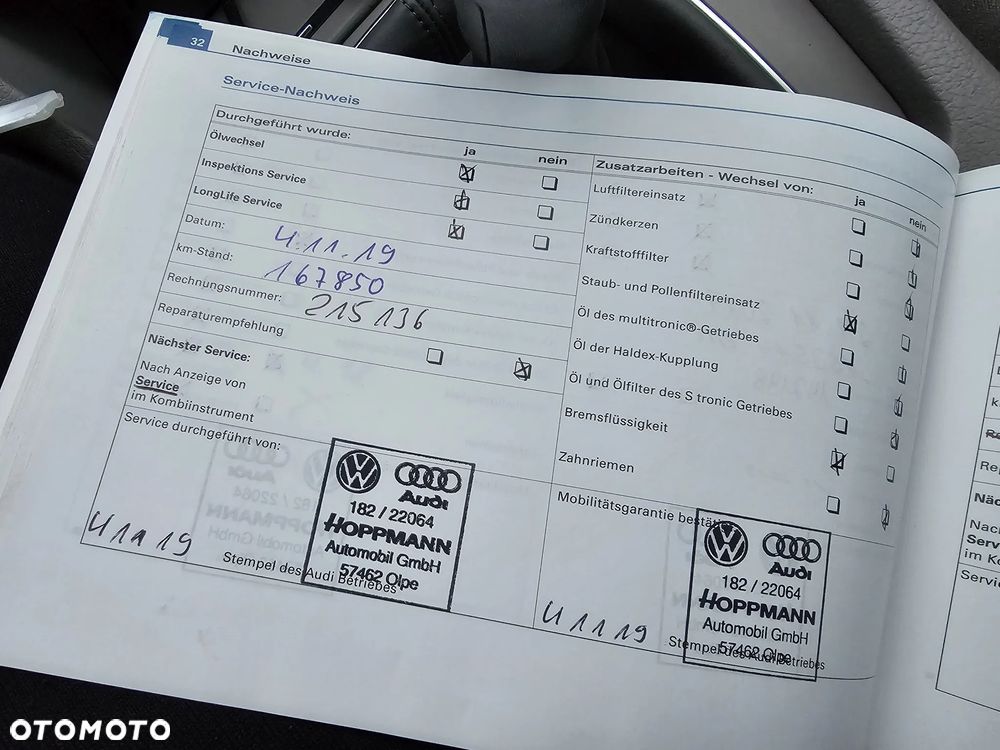 32
Nachweise
Service-Nachweis
Durchgeführt wurde:
ja nein
Ölwechsel
Inspektions Service
LongLife Service
Datum: 4.11.19
km-Stand: 167850
Rechnungsnummer: 215136
Reparaturempfehlung
Nächster Service:
Nach Anzeige von
Service
im Kombiinstrument
Service durchgeführt von:
Audi
182 / 22064
HOPPMANN
Automobil GmbH
57462 Olpe
4 11 19
Stempel des Audi Betriebes
Zusatzarbeiten - Wechsel von:
ja nein
Luftfiltereinsatz
Zündkerzen
Kraftstofffilter
Staub- und Pollenfiltereinsatz
Öl des multitronic®-Getriebes
Öl der Haldex-Kupplung
Öl und Ölfilter des S tronic Getriebes
Bremsflüssigkeit
Zahnriemen
Mobilitätsgarantie bestätigt
Audi
182 / 22064
HOPPMANN
Automobil GmbH
57462 Olpe
4 11 19
Stempel des Audi Betriebes
OTOMOTO